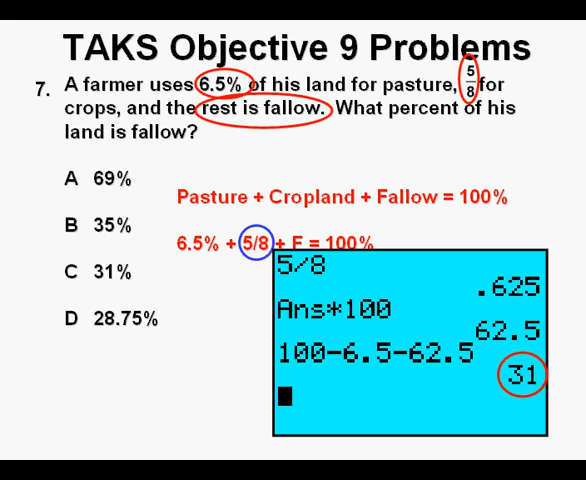 TAKS Objective 9 Problems
7. A farmer uses 6.5% of his land for pasture, 5/8 for
crops, and the rest is fallow. What percent of his
land is fallow?
A 69%
Pasture + Cropland + Fallow = 100%
B 35%
6.5% + 5/8 + F = 100%
C 31%
D 28.75%
5/8
.625
Ans*100
62.5
100-6.5-62.5
31